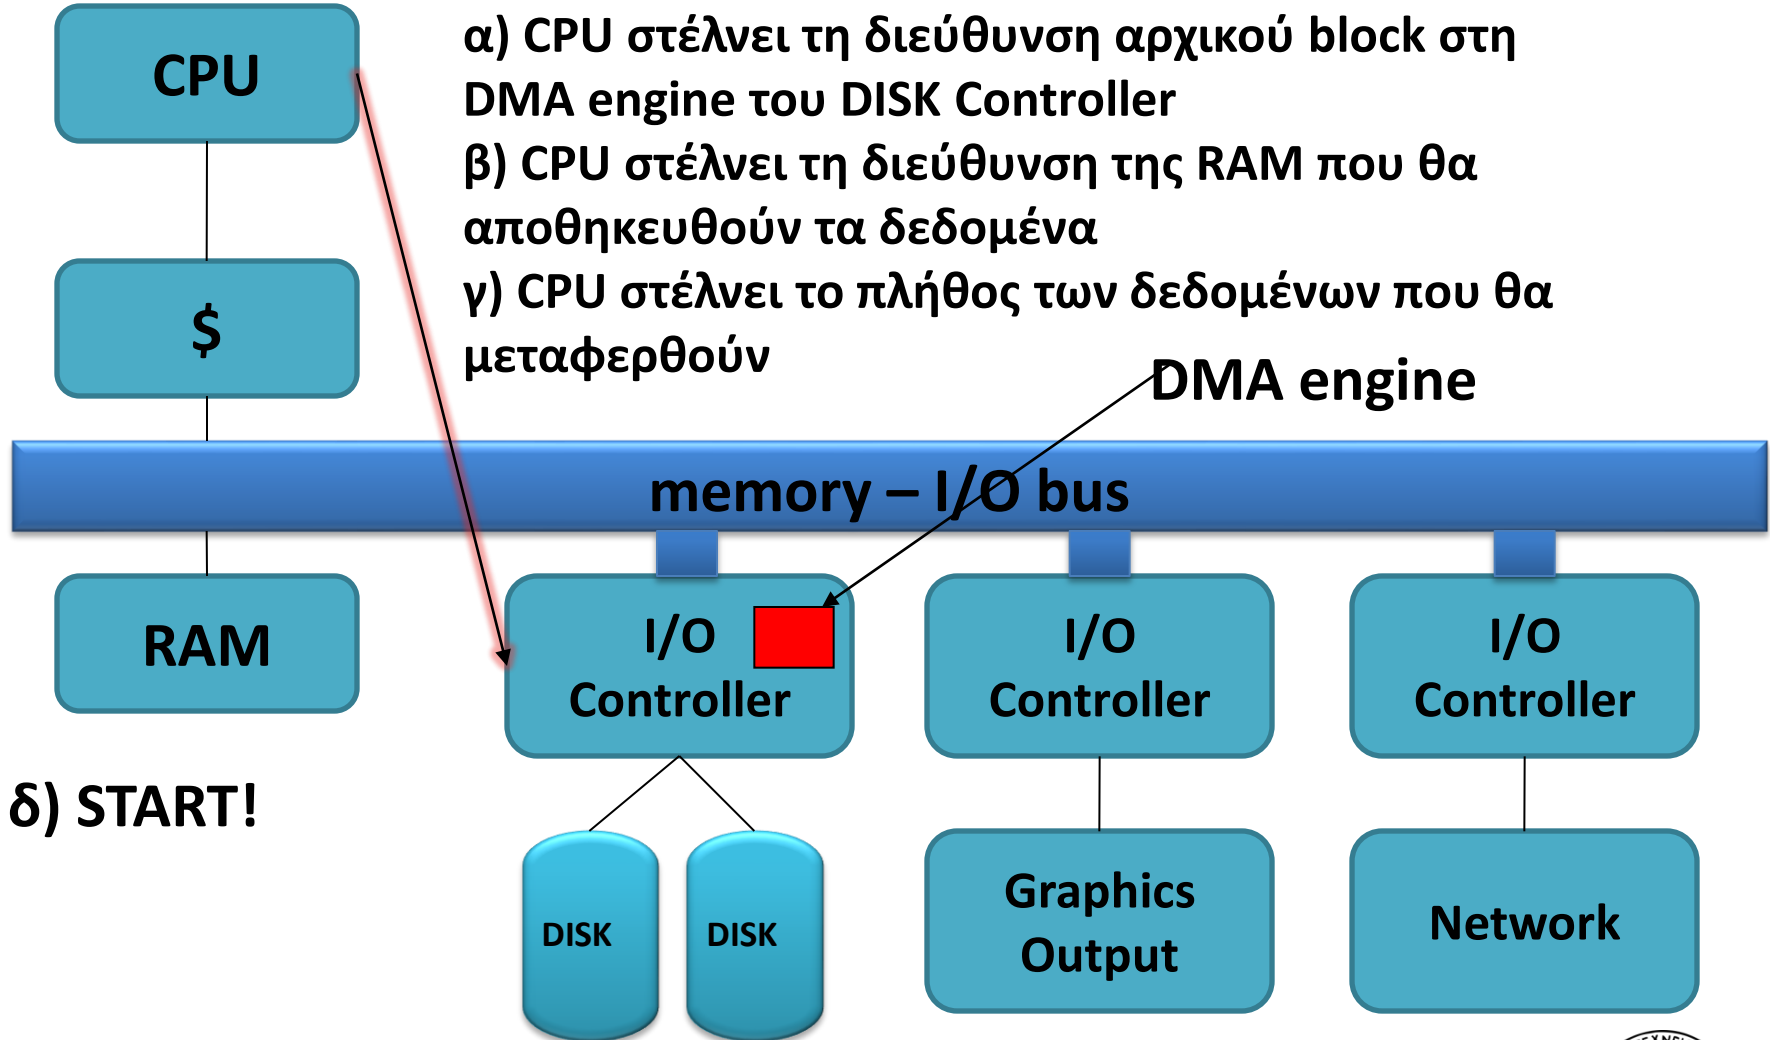 CPU
α) CPU στέλνει τη διεύθυνση αρχικού block στη
DMA engine του DISK Controller
β) CPU στέλνει τη διεύθυνση της RAM που θα
αποθηκευθούν τα δεδομένα
γ) CPU στέλνει το πλήθος των δεδομένων που θα
μεταφερθούν
$
DMA engine
memory – I/O bus
RAM
I/O
Controller
I/O
Controller
I/O
Controller
δ) START!
DISK
DISK
Graphics
Output
Network